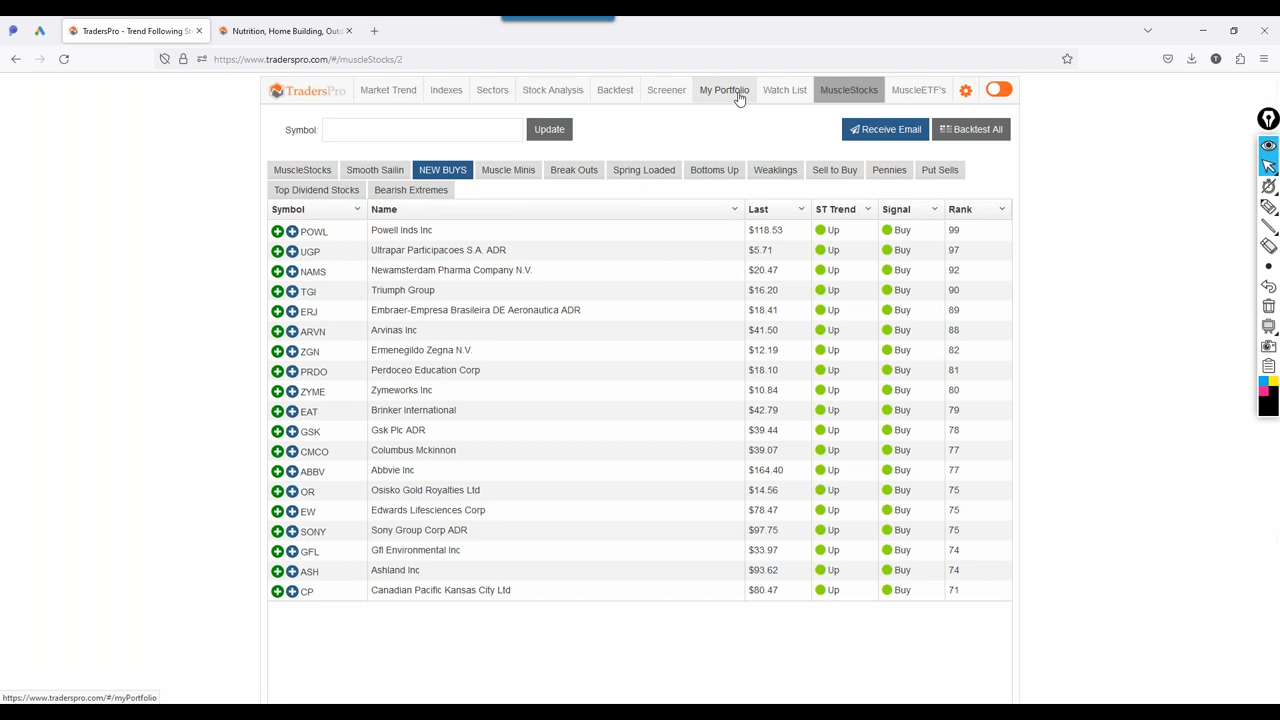 TradersPro - Trend Following St
Nutrition, Home Building, Outd
https://www.traderspro.com/#/muscleStocks/2
TradersPro Market Trend Indexes Sectors Stock Analysis Backtest Screener My Portfolio Watch List MuscleStocks MuscleETF's
Symbol: Update Receive Email Backtest All
MuscleStocks Smooth Sailin NEW BUYS Muscle Minis Break Outs Spring Loaded Bottoms Up Weaklings Sell to Buy Pennies Put Sells
Top Dividend Stocks Bearish Extremes
Symbol Name Last ST Trend Signal Rank
POWL Powell Inds Inc $118.53 Up Buy 99
UGP Ultrapar Participacoes S.A. ADR $5.71 Up Buy 97
NAMS Newamsterdam Pharma Company N.V. $20.47 Up Buy 92
TGI Triumph Group $16.20 Up Buy 90
ERJ Embraer-Empresa Brasileira DE Aeronautica ADR $18.41 Up Buy 89
ARVN Arvinas Inc $41.50 Up Buy 88
ZGN Ermenegildo Zegna N.V. $12.19 Up Buy 82
PRDO Perdoceo Education Corp $18.10 Up Buy 81
ZYME Zymeworks Inc $10.84 Up Buy 80
EAT Brinker International $42.79 Up Buy 79
GSK Gsk Plc ADR $39.44 Up Buy 78
CMCO Columbus Mckinnon $39.07 Up Buy 77
ABBV Abbvie Inc $164.40 Up Buy 77
OR Osisko Gold Royalties Ltd $14.56 Up Buy 75
EW Edwards Lifesciences Corp $78.47 Up Buy 75
SONY Sony Group Corp ADR $97.75 Up Buy 75
GFL Gfl Environmental Inc $33.97 Up Buy 74
ASH Ashland Inc $93.62 Up Buy 74
CP Canadian Pacific Kansas City Ltd $80.47 Up Buy 71
https://www.traderspro.com/#/myPortfolio